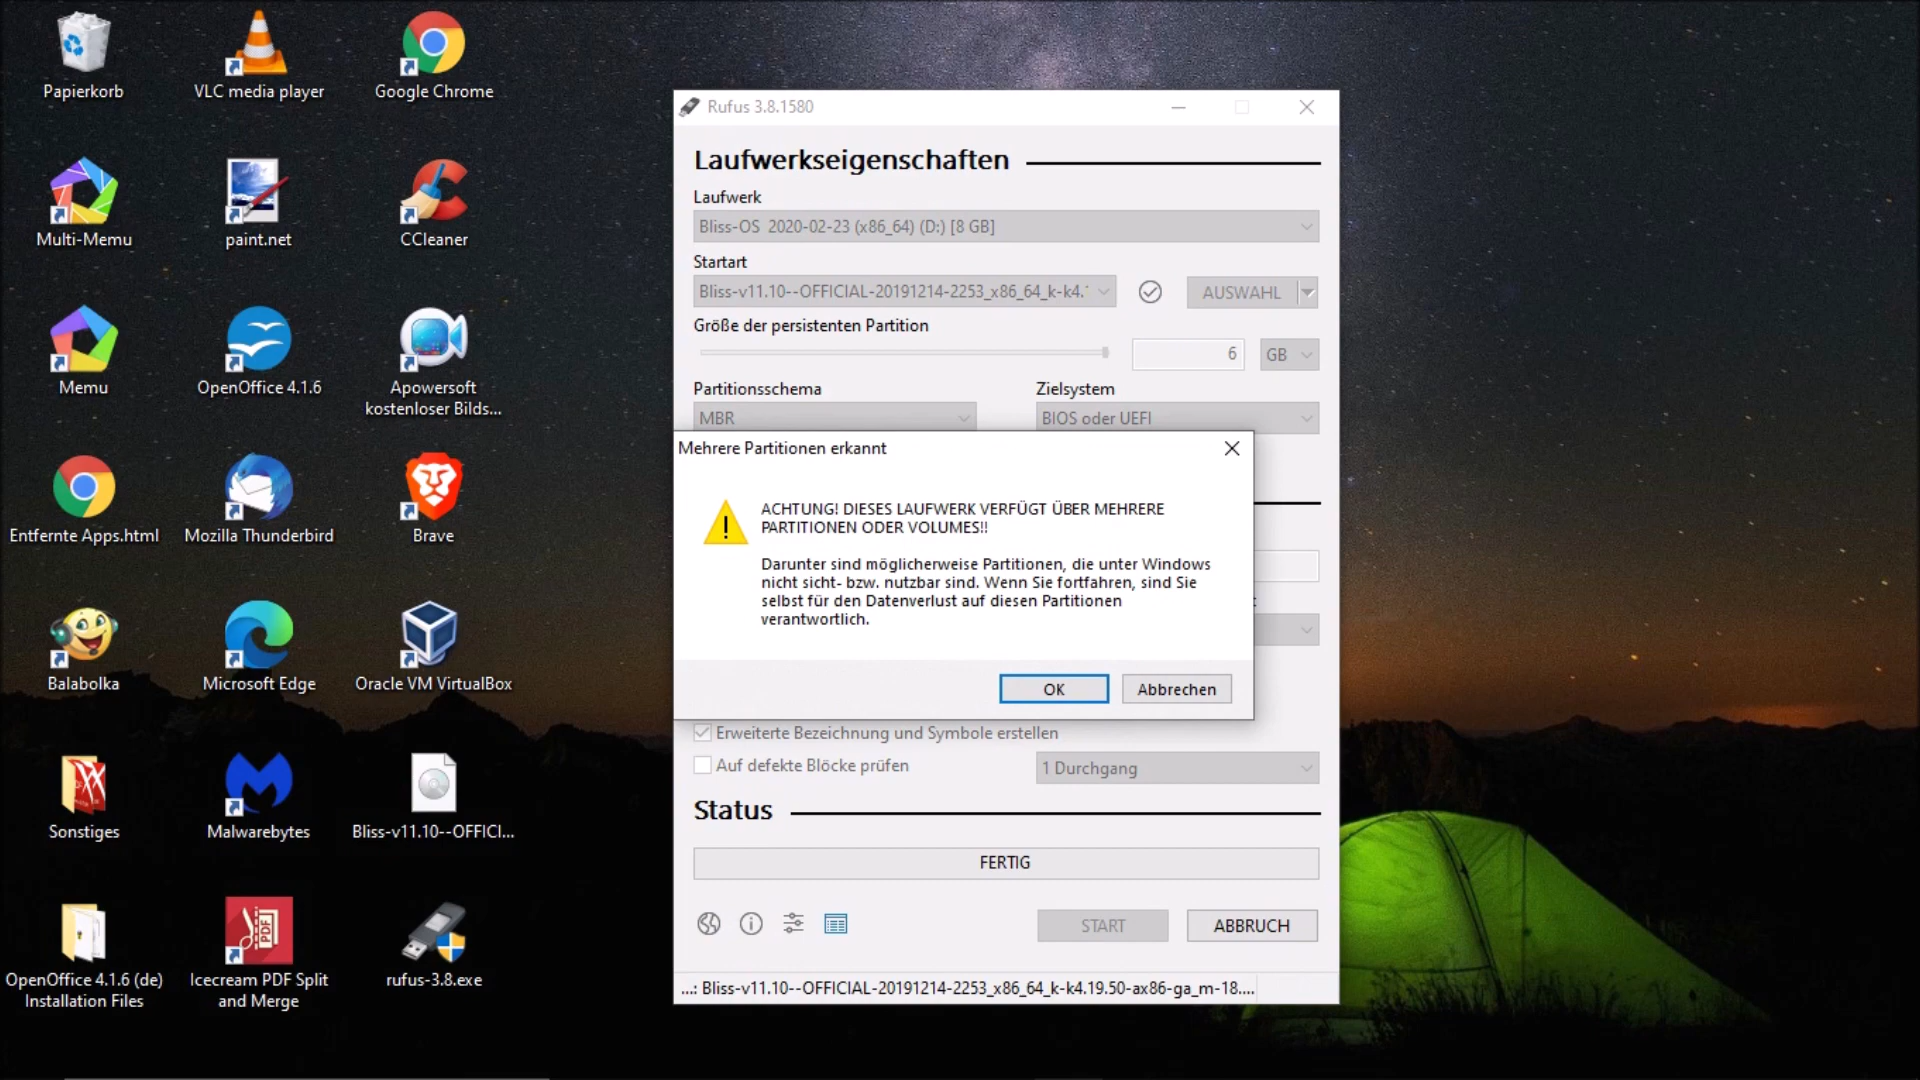 Papierkorb
VLC media player
Google Chrome
Multi-Memu
paint.net
CCleaner
Memu
OpenOffice 4.1.6
Apowersoft
kostenloser Bilds...
Entfernte Apps.html
Mozilla Thunderbird
Brave
Balabolka
Microsoft Edge
Oracle VM VirtualBox
Sonstiges
Malwarebytes
Bliss-v11.10--OFFICI...
OpenOffice 4.1.6 (de)
Installation Files
PDF
Icecream PDF Split
and Merge
rufus-3.8.exe
Rufus 3.8.1580
Laufwerkseigenschaften
Laufwerk
Bliss-OS 2020-02-23 (x86_64) (D:) [8 GB]
Startart
Bliss-v11.10--OFFICIAL-20191214-2253_x86_64_k-k4.
AUSWAHL
Größe der persistenten Partition
6
GB
Partitionsschema
Zielsystem
MBR
BIOS oder UEFI
Mehrere Partitionen erkannt
ACHTUNG! DIESES LAUFWERK VERFÜGT ÜBER MEHRERE
PARTITIONEN ODER VOLUMES!!
Darunter sind möglicherweise Partitionen, die unter Windows
nicht sicht- bzw. nutzbar sind. Wenn Sie fortfahren, sind Sie
selbst für den Datenverlust auf diesen Partitionen
verantwortlich.
OK
Abbrechen
Erweiterte Bezeichnung und Symbole erstellen
Auf defekte Blöcke prüfen
1 Durchgang
Status
FERTIG
START
ABBRUCH
...: Bliss-v11.10--OFFICIAL-20191214-2253_x86_64_k-k4.19.50-ax86-ga_m-18....